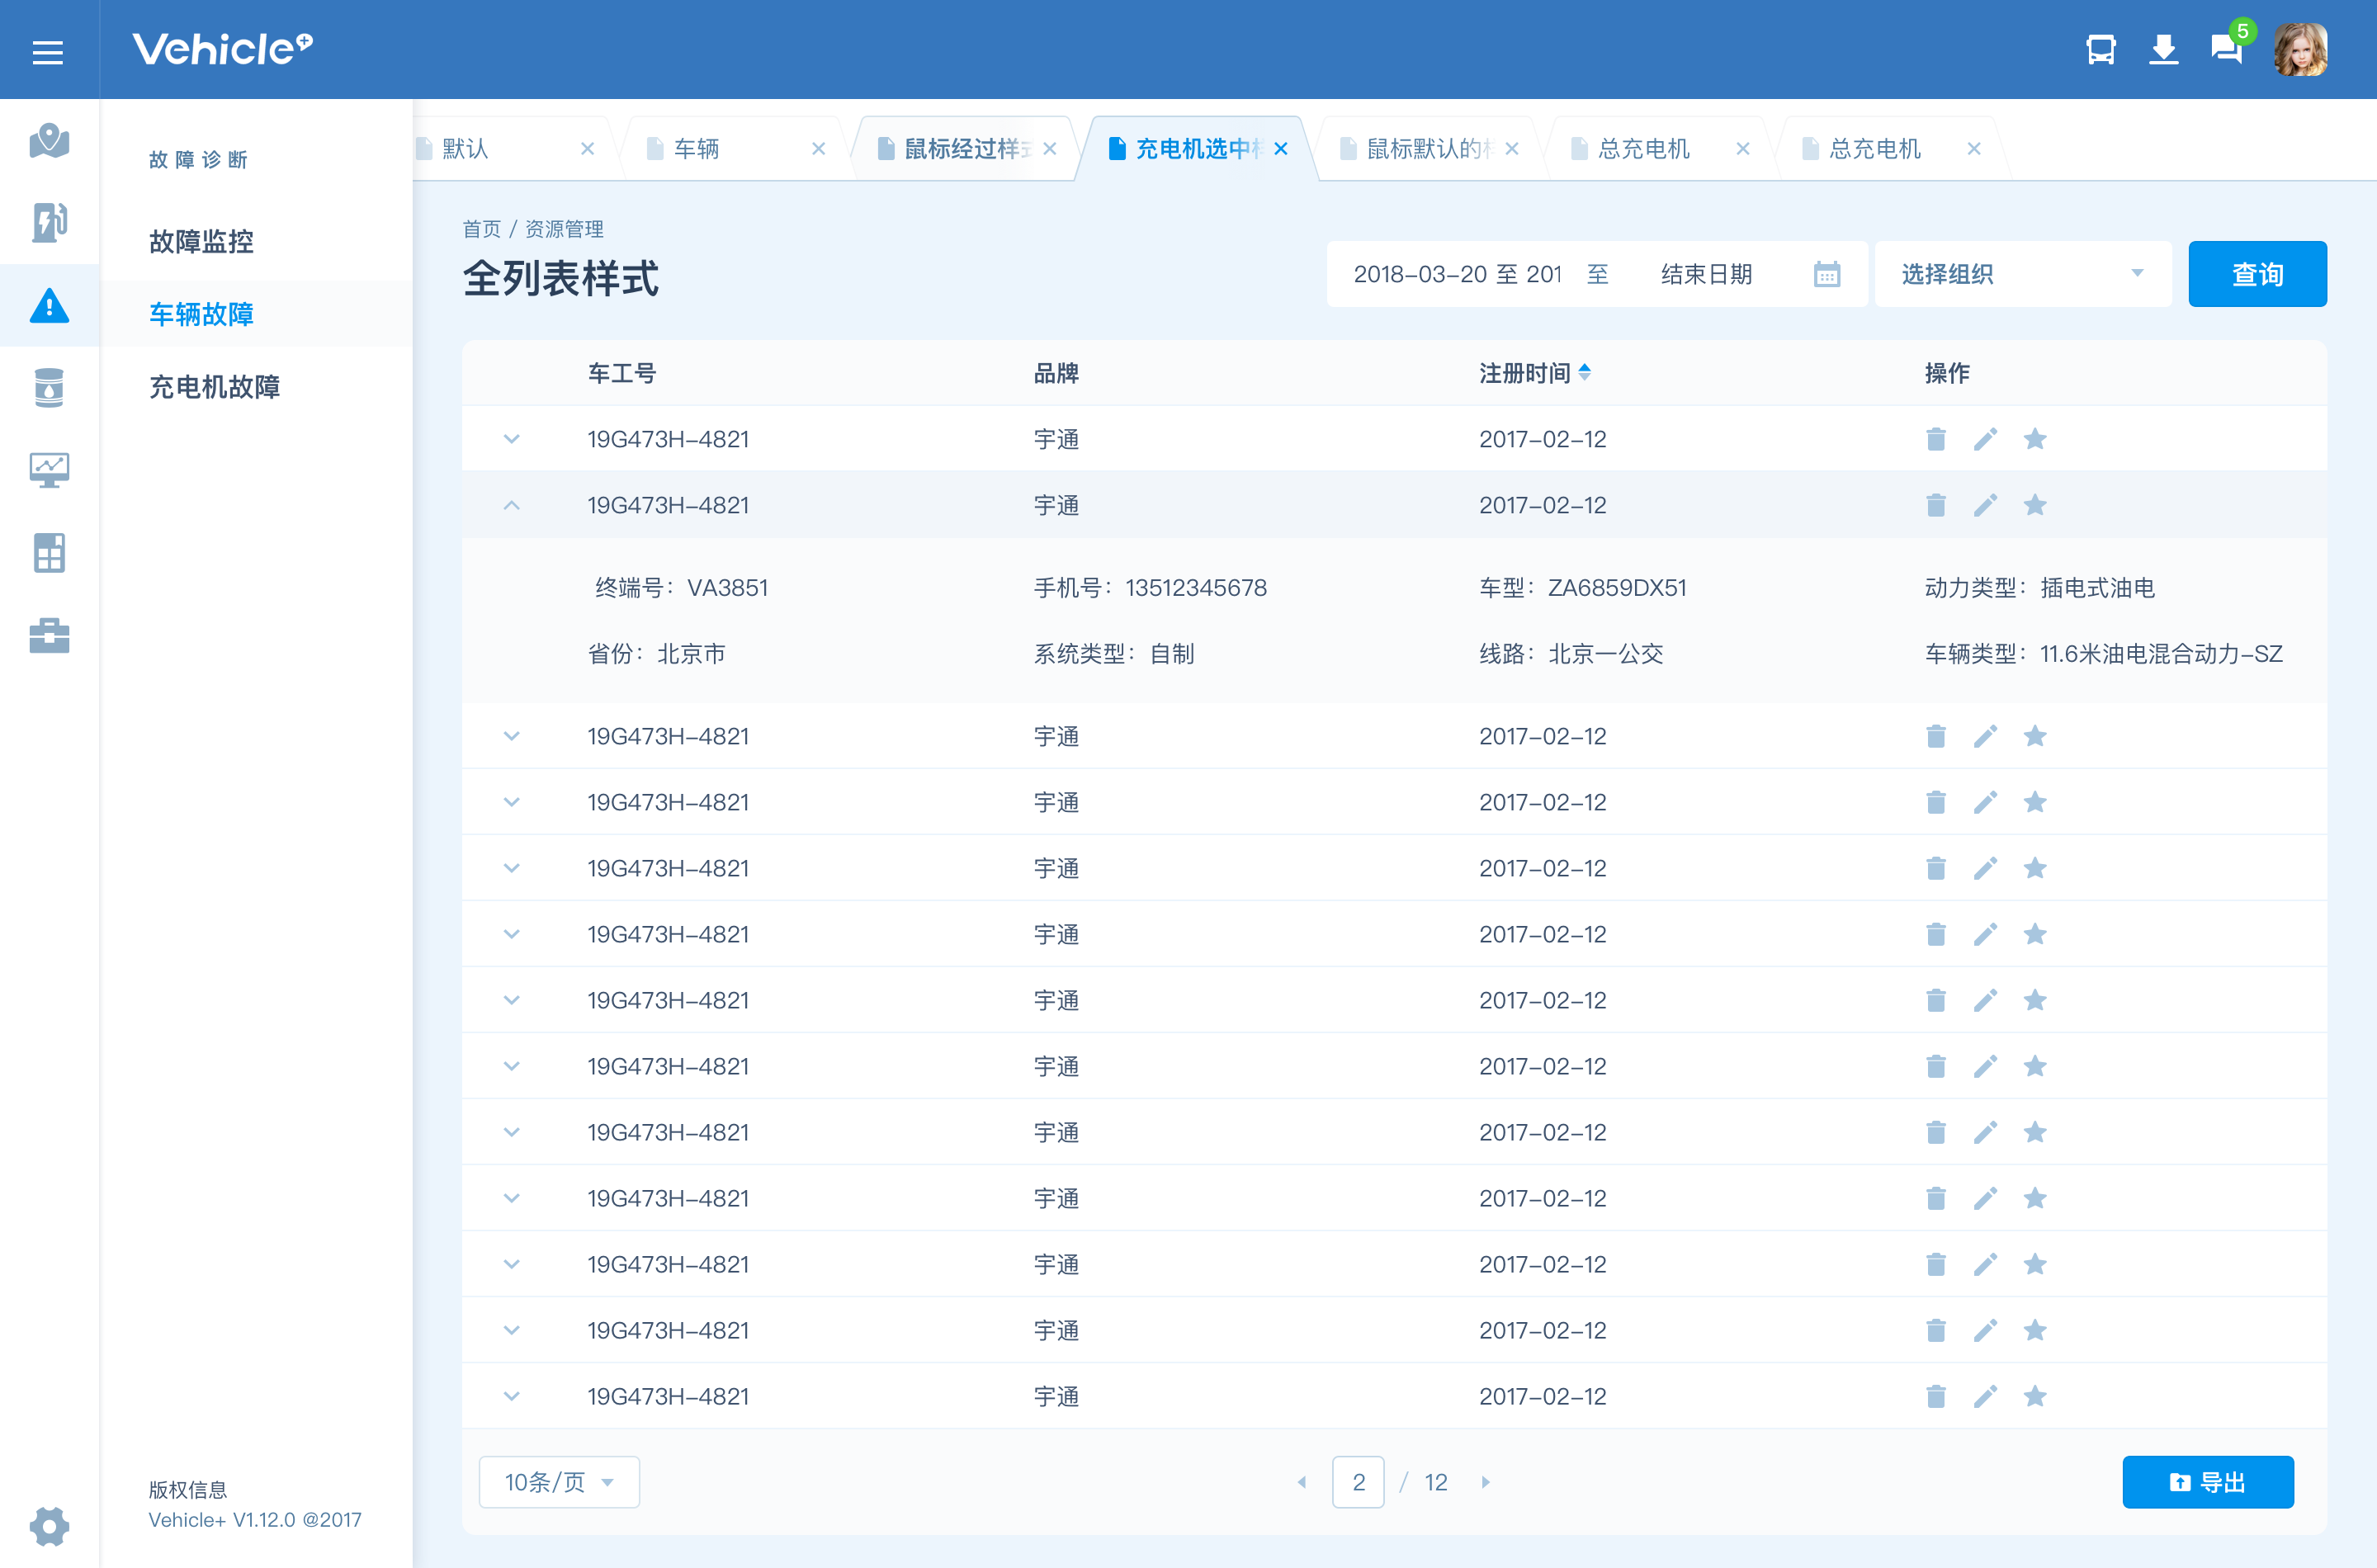 Vehicle+
5
故障诊断
故障监控
车辆故障
充电机故障
版权信息
Vehicle+ V1.12.0 @2017
默认
车辆
鼠标经过样式
充电机选中样
鼠标默认的样
总充电机
总充电机
首页 / 资源管理
全列表样式
2018-03-20 至 201 至 结束日期
选择组织
查询
车工号 品牌 注册时间 操作
19G473H-4821 宇通 2017-02-12
19G473H-4821 宇通 2017-02-12
终端号：VA3851 手机号：13512345678 车型：ZA6859DX51 动力类型：插电式油电
省份：北京市 系统类型：自制 线路：北京一公交 车辆类型：11.6米油电混合动力-SZ
19G473H-4821 宇通 2017-02-12
19G473H-4821 宇通 2017-02-12
19G473H-4821 宇通 2017-02-12
19G473H-4821 宇通 2017-02-12
19G473H-4821 宇通 2017-02-12
19G473H-4821 宇通 2017-02-12
19G473H-4821 宇通 2017-02-12
19G473H-4821 宇通 2017-02-12
19G473H-4821 宇通 2017-02-12
19G473H-4821 宇通 2017-02-12
19G473H-4821 宇通 2017-02-12
10条/页
2 / 12
导出